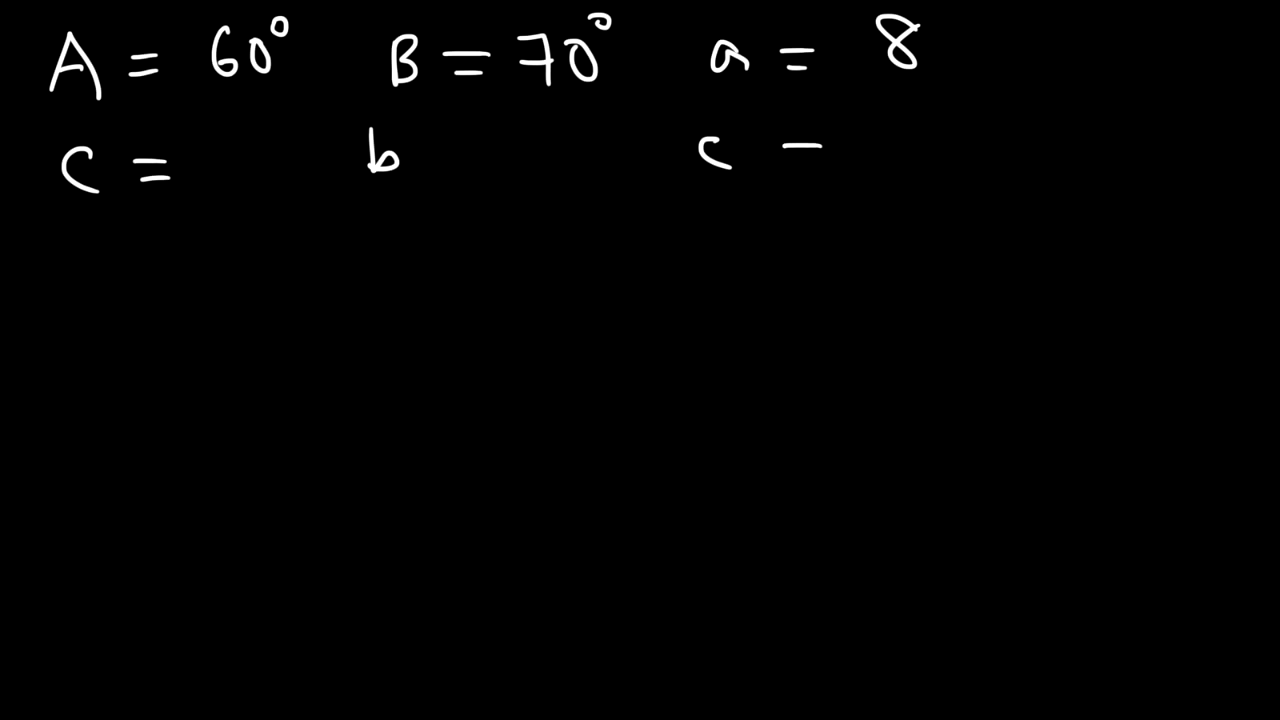 A = 60° B = 70° a = 8
C = b c -